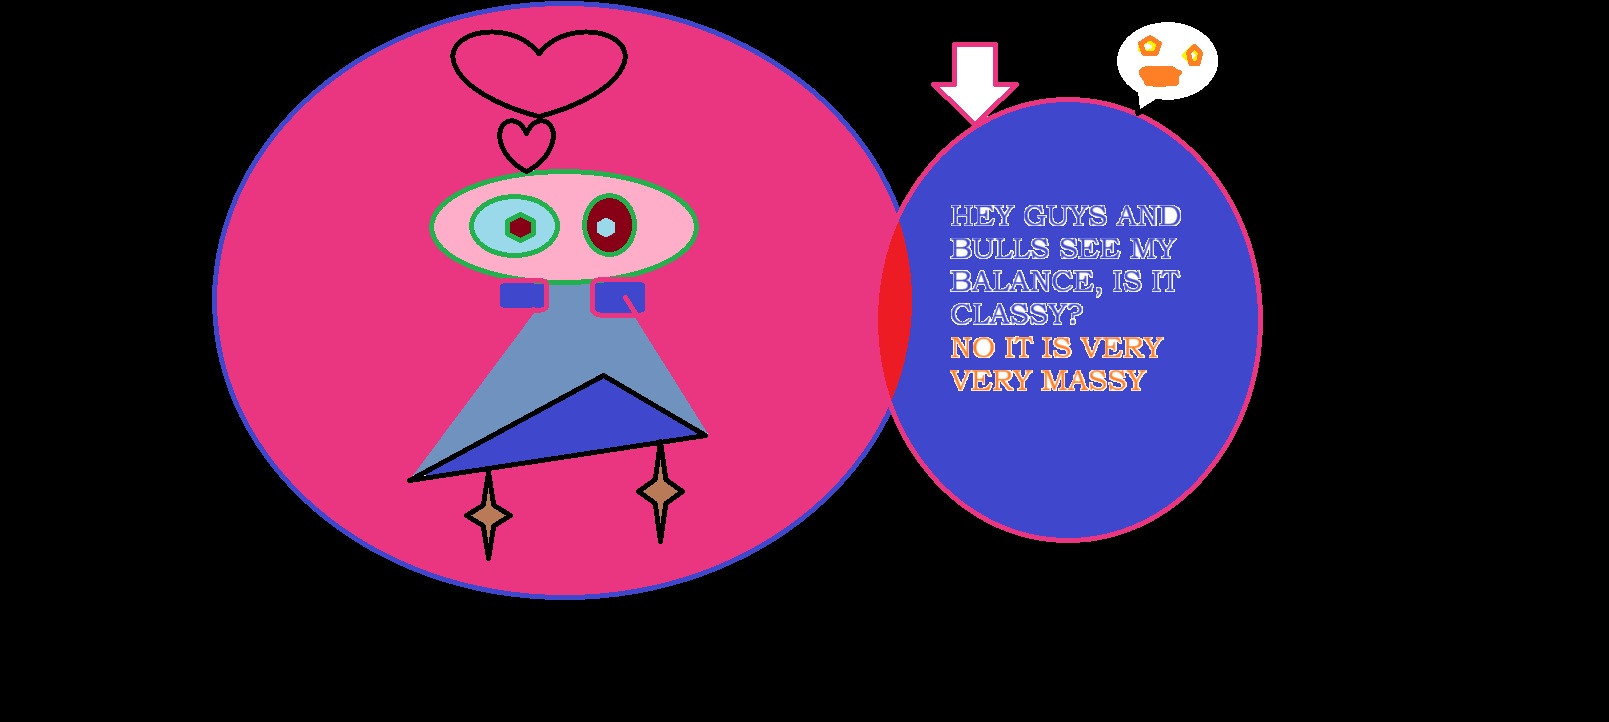 HEY GUYS AND
BULLS SEE MY
BALANCE, IS IT
CLASSY?
NO IT IS VERY
VERY MASSY